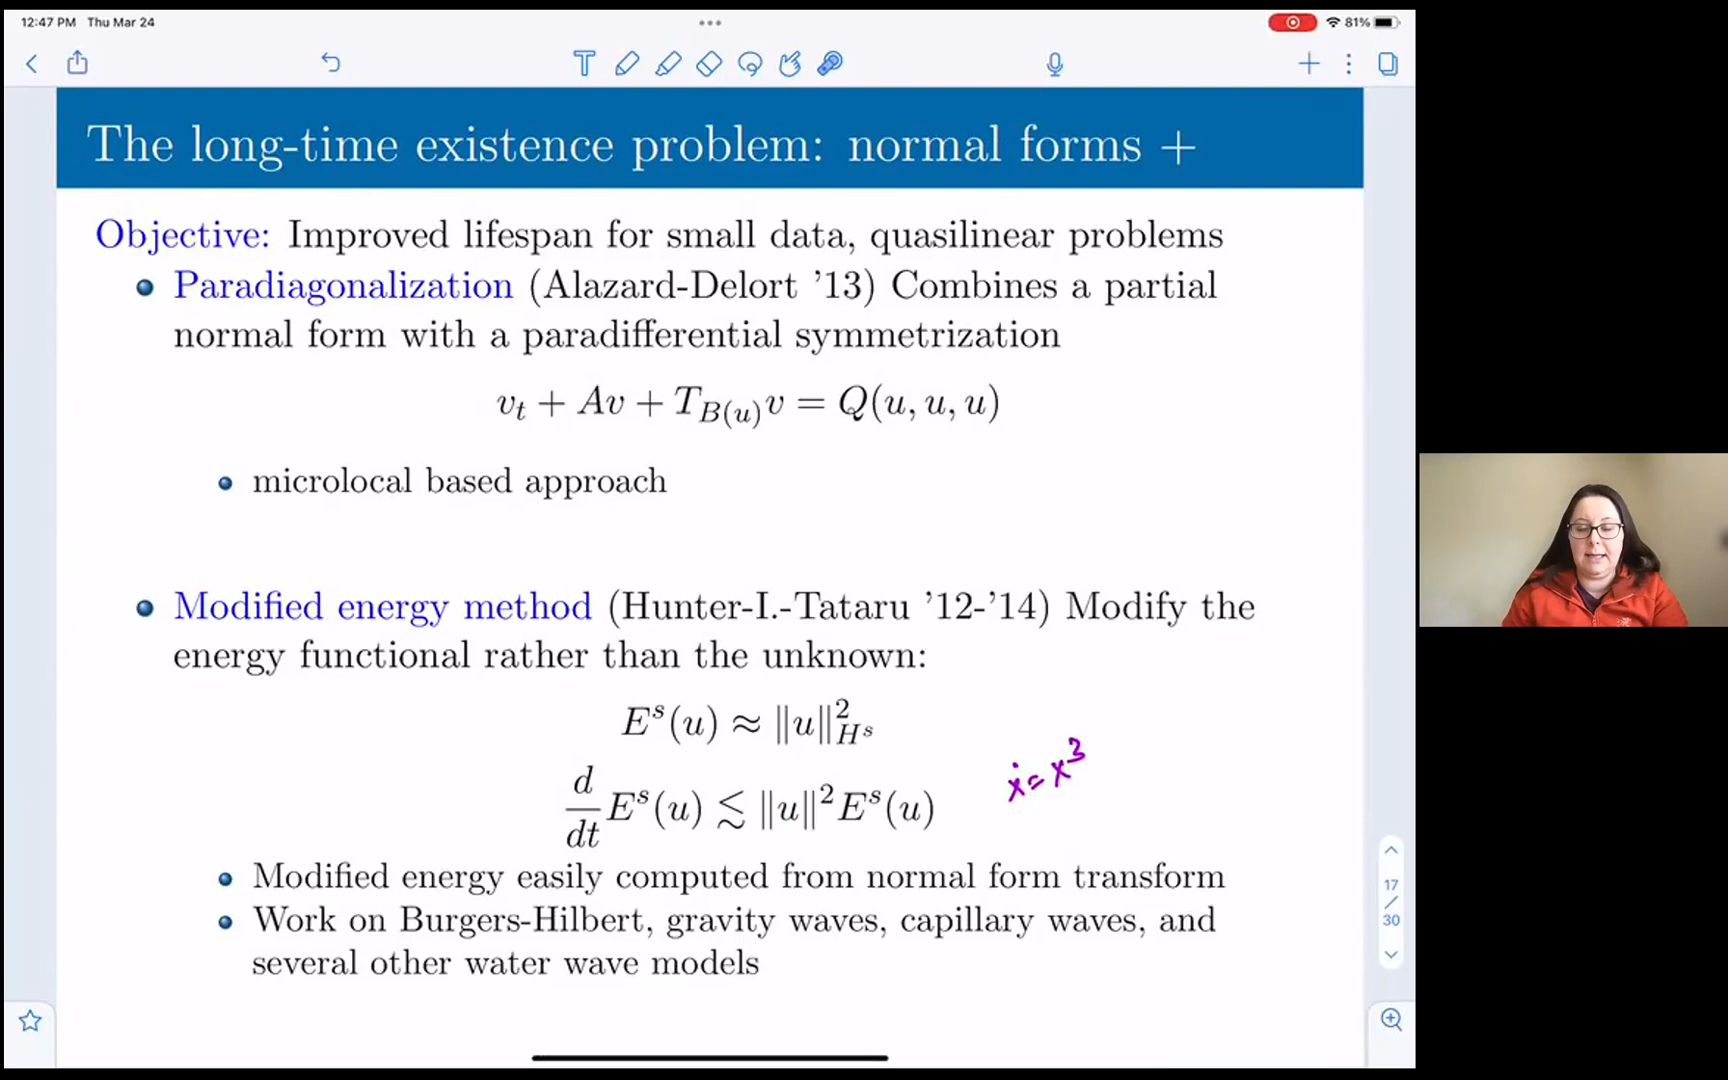 12:47 PM Thu Mar 24
81%
The long-time existence problem: normal forms +
Objective: Improved lifespan for small data, quasilinear problems
Paradiagonalization (Alazard-Delort ’13) Combines a partial
normal form with a paradifferential symmetrization
v_t + Av + T_{B(u)}v = Q(u, u, u)
microlocal based approach
Modified energy method (Hunter-I.-Tataru ’12-’14) Modify the
energy functional rather than the unknown:
E^s(u) ≈ ‖u‖^2_{H^s}
ẋ = x^3
d/dt E^s(u) ≲ ‖u‖^2 E^s(u)
Modified energy easily computed from normal form transform
17
/
30
Work on Burgers-Hilbert, gravity waves, capillary waves, and
several other water wave models